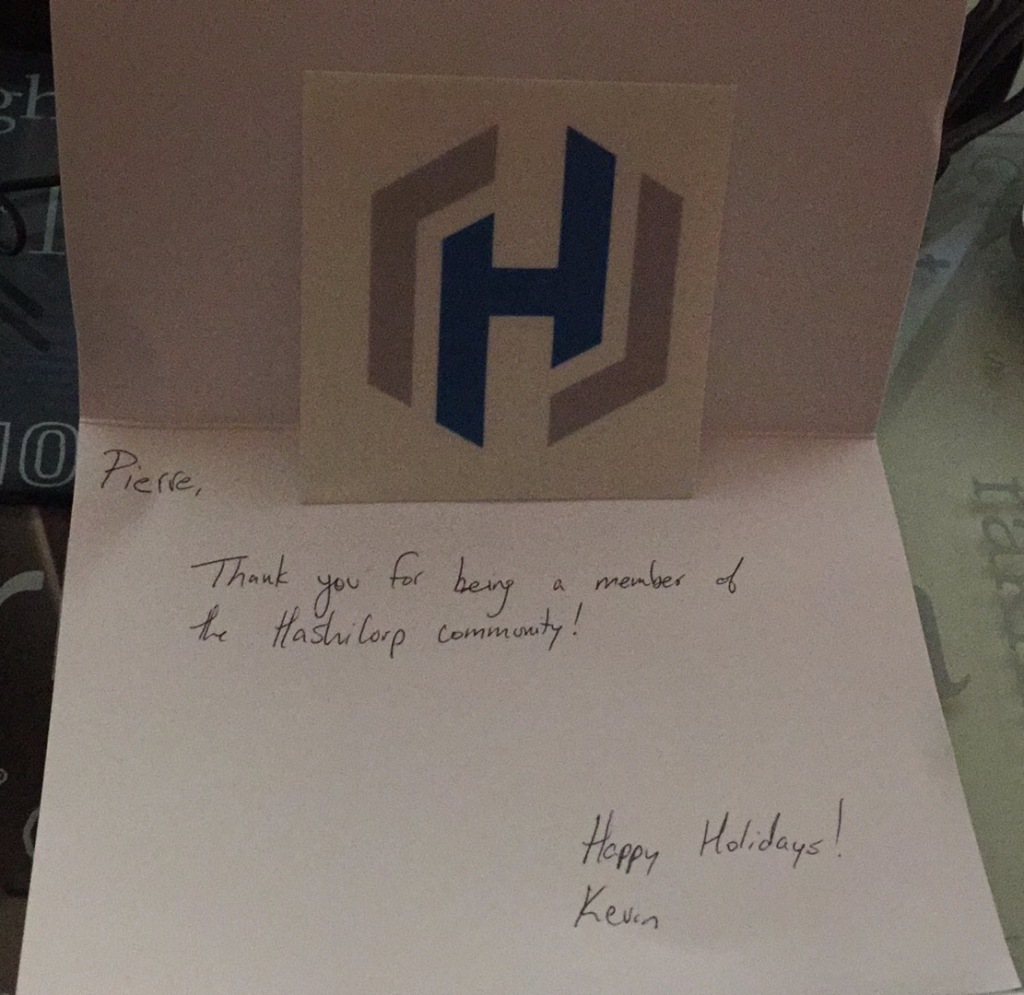 Pierre,
Thank you for being a member of
the HashiCorp community!
Happy Holidays!
Kevin